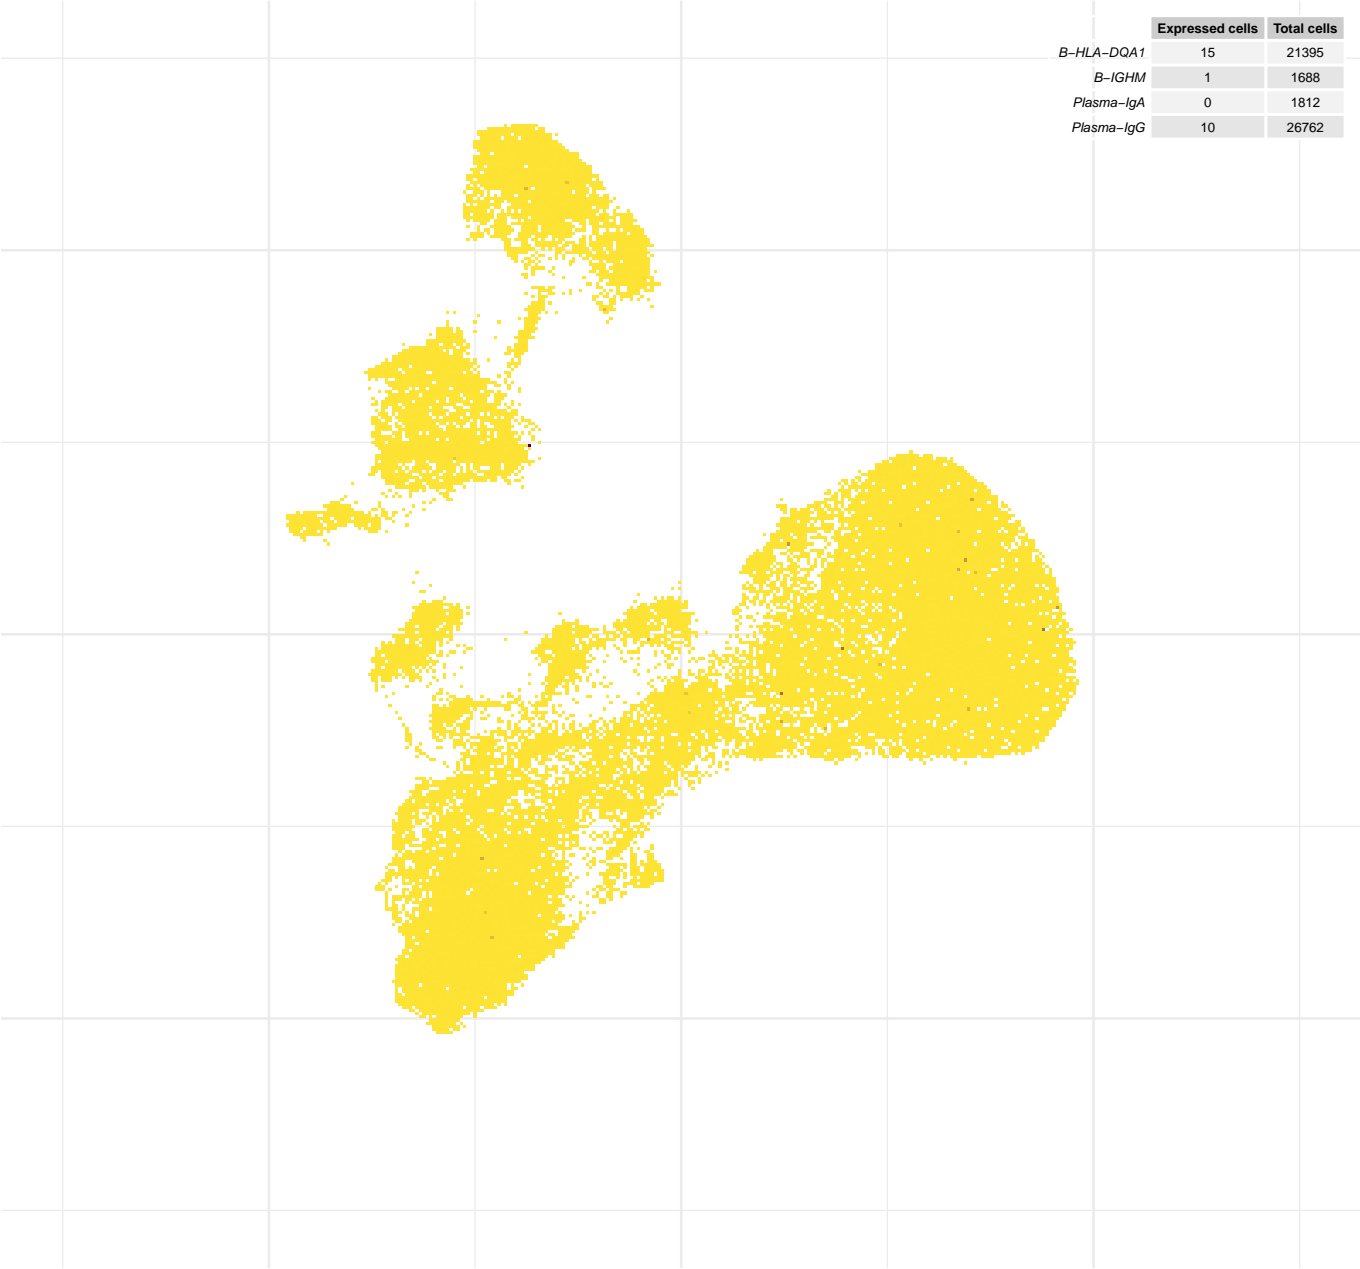 Expressed cells Total cells
B−HLA−DQA1 15 21395
B−IGHM 1 1688
Plasma−IgA 0 1812
Plasma−IgG 10 26762